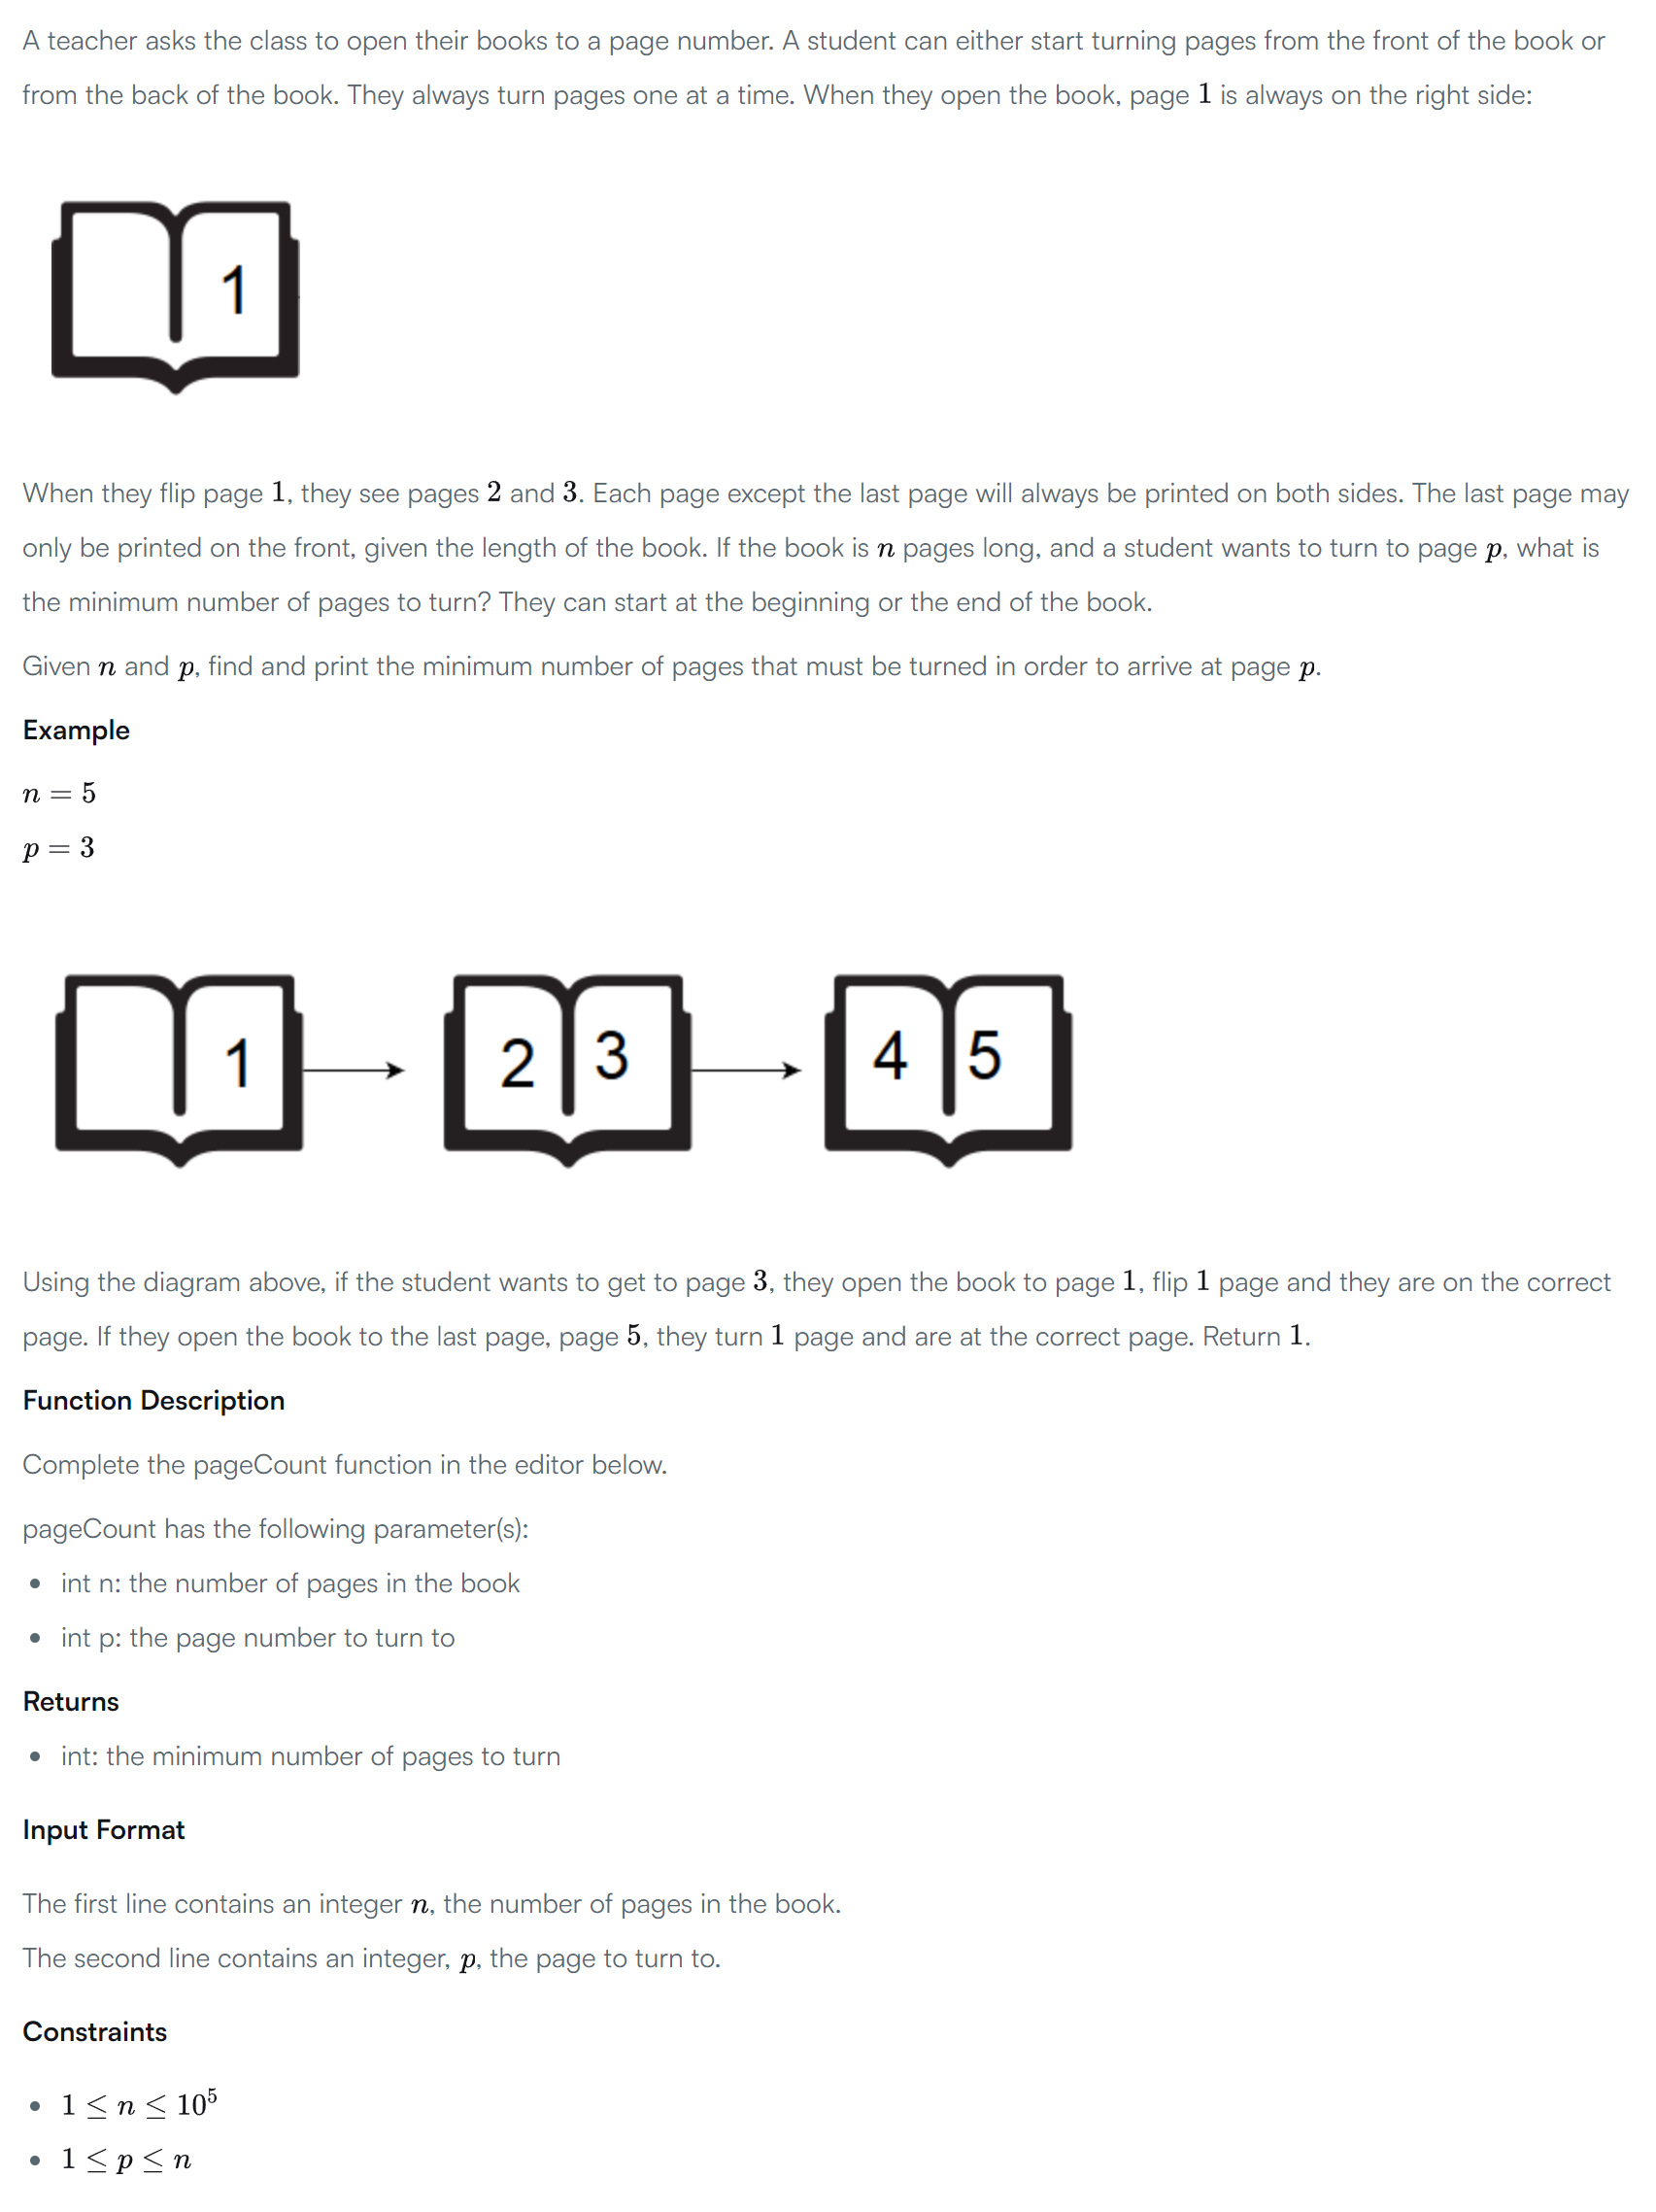 A teacher asks the class to open their books to a page number. A student can either start turning pages from the front of the book or
from the back of the book. They always turn pages one at a time. When they open the book, page 1 is always on the right side:
1
When they flip page 1, they see pages 2 and 3. Each page except the last page will always be printed on both sides. The last page may
only be printed on the front, given the length of the book. If the book is n pages long, and a student wants to turn to page p, what is
the minimum number of pages to turn? They can start at the beginning or the end of the book.
Given n and p, find and print the minimum number of pages that must be turned in order to arrive at page p.
Example
n = 5
p = 3
1 2 3 4 5
Using the diagram above, if the student wants to get to page 3, they open the book to page 1, flip 1 page and they are on the correct
page. If they open the book to the last page, page 5, they turn 1 page and are at the correct page. Return 1.
Function Description
Complete the pageCount function in the editor below.
pageCount has the following parameter(s):
• int n: the number of pages in the book
• int p: the page number to turn to
Returns
• int: the minimum number of pages to turn
Input Format
The first line contains an integer n, the number of pages in the book.
The second line contains an integer, p, the page to turn to.
Constraints
• 1 ≤ n ≤ 10⁵
• 1 ≤ p ≤ n